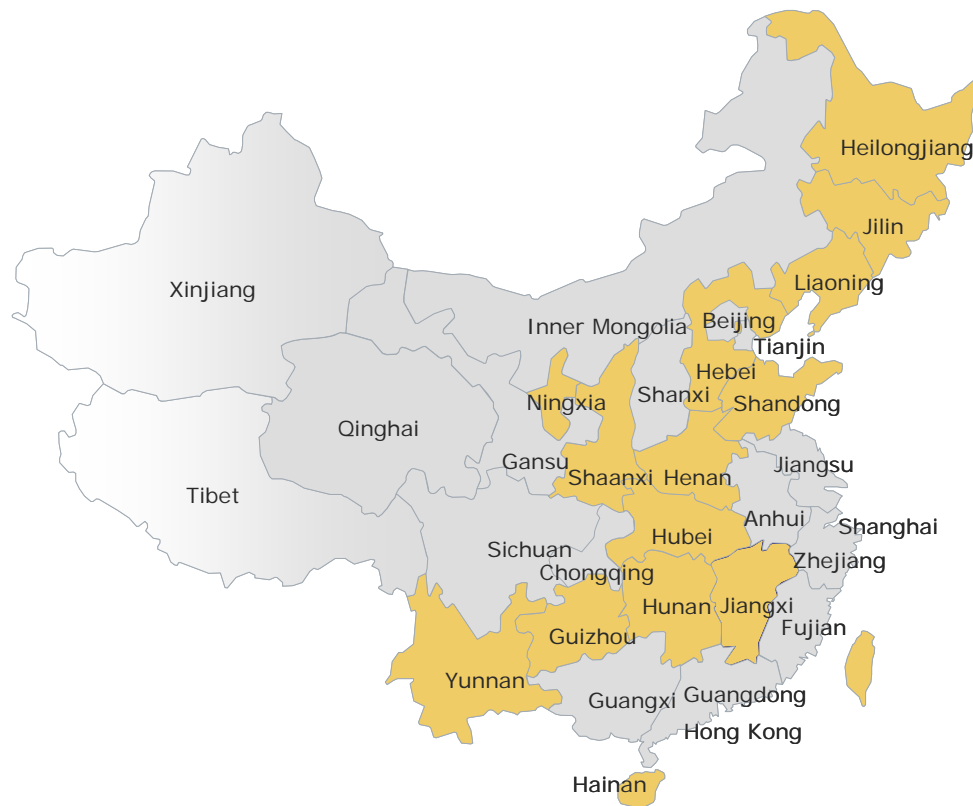 Heilongjiang
Jilin
Liaoning
Xinjiang
Inner Mongolia
Beijing
Tianjin
Hebei
Shanxi
Ningxia
Shandong
Qinghai
Gansu
Shaanxi
Henan
Jiangsu
Tibet
Anhui
Shanghai
Hubei
Sichuan
Zhejiang
Chongqing
Hunan
Jiangxi
Fujian
Guizhou
Yunnan
Guangxi
Guangdong
Hong Kong
Hainan